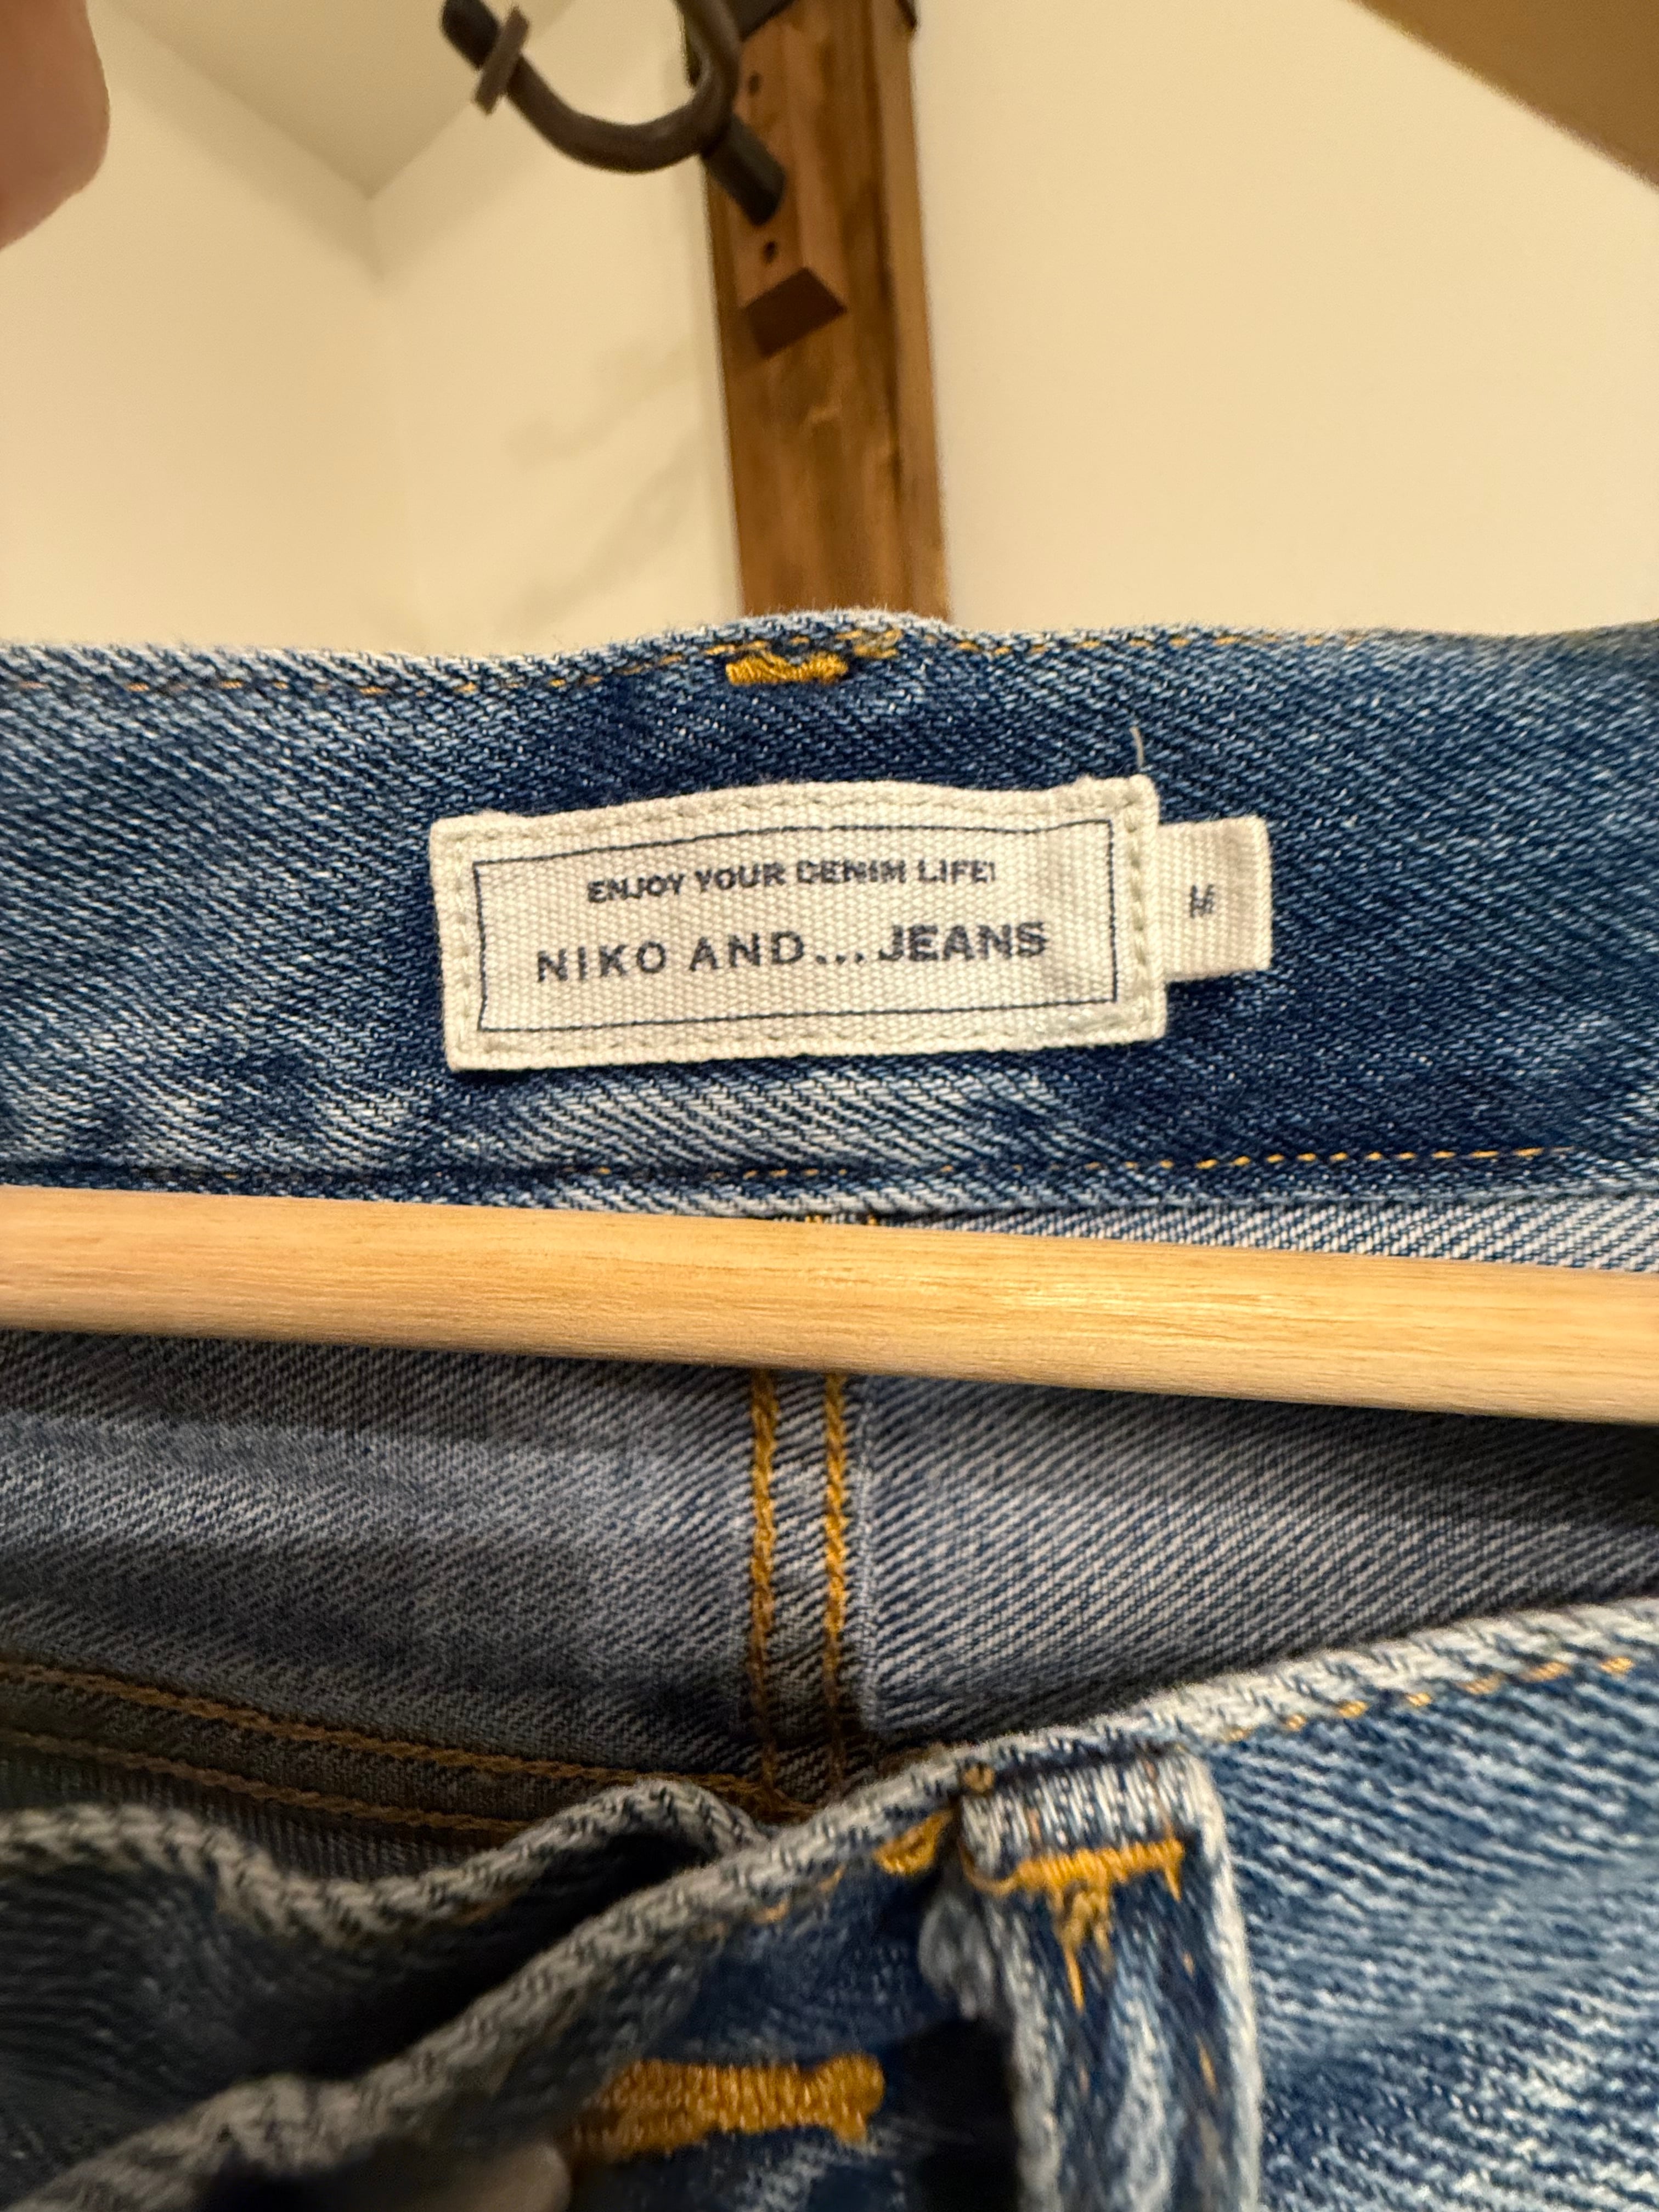 ENJOY YOUR DENIM LIFE!
NIKO AND...JEANS
M